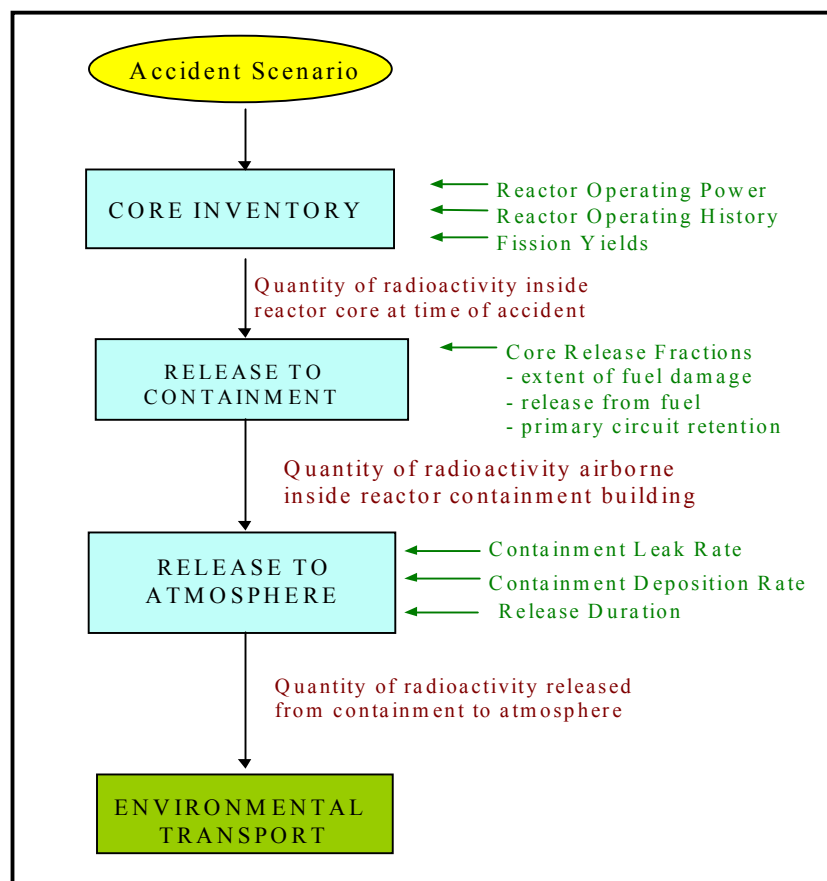 Accident Scenario
CORE INVENTORY
Reactor Operating Power
Reactor Operating History
Fission Yields
Quantity of radioactivity inside
reactor core at time of accident
RELEASE TO
CONTAINMENT
Core Release Fractions
- extent of fuel damage
- release from fuel
- primary circuit retention
Quantity of radioactivity airborne
inside reactor containment building
RELEASE TO
ATMOSPHERE
Containment Leak Rate
Containment Deposition Rate
Release Duration
Quantity of radioactivity released
from containment to atmosphere
ENVIRONMENTAL
TRANSPORT